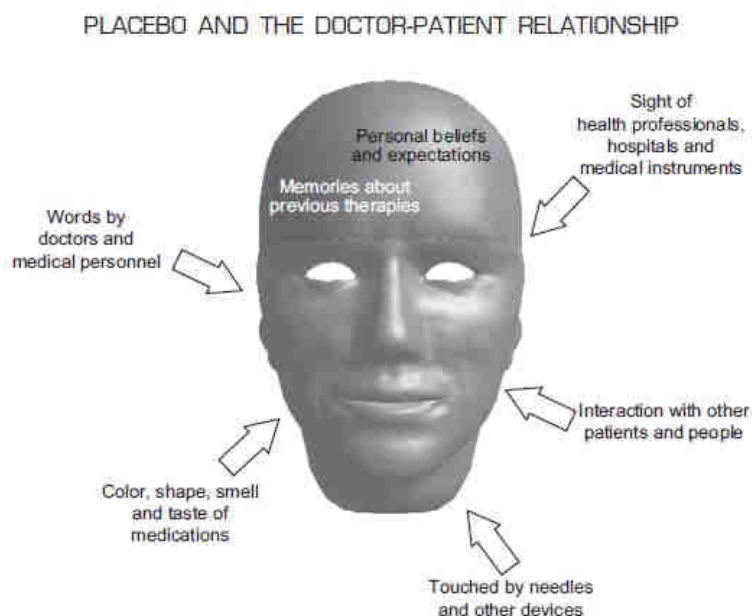 PLACEBO AND THE DOCTOR-PATIENT RELATIONSHIP
Personal beliefs
and expectations
Memories about
previous therapies
Sight of
health professionals,
hospitals and
medical instruments
Words by
doctors and
medical personnel
Interaction with other
patients and people
Color, shape, smell
and taste of
medications
Touched by needles
and other devices